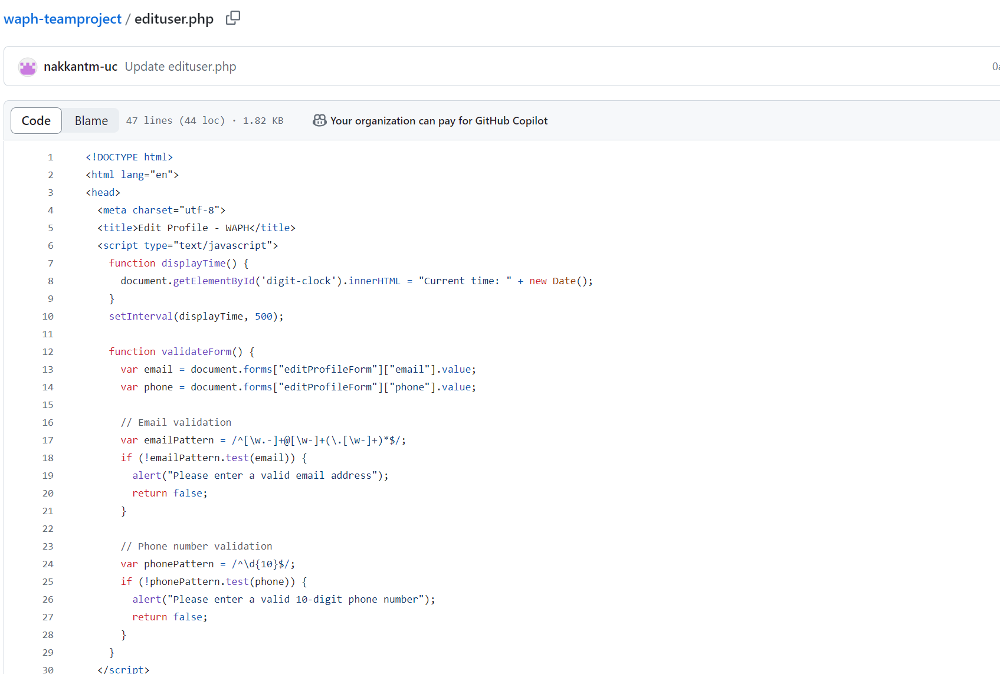 waph-teamproject / edituser.php
nakkantm-uc Update edituser.php
Code Blame 47 lines (44 loc) · 1.82 KB Your organization can pay for GitHub Copilot
1 <!DOCTYPE html>
2 <html lang="en">
3 <head>
4 <meta charset="utf-8">
5 <title>Edit Profile - WAPH</title>
6 <script type="text/javascript">
7 function displayTime() {
8 document.getElementById('digit-clock').innerHTML = "Current time: " + new Date();
9 }
10 setInterval(displayTime, 500);
11
12 function validateForm() {
13 var email = document.forms["editProfileForm"]["email"].value;
14 var phone = document.forms["editProfileForm"]["phone"].value;
15
16 // Email validation
17 var emailPattern = /^[\w.-]+@[\w-]+(\.[\w-]+)*$/;
18 if (!emailPattern.test(email)) {
19 alert("Please enter a valid email address");
20 return false;
21 }
22
23 // Phone number validation
24 var phonePattern = /^\d{10}$/;
25 if (!phonePattern.test(phone)) {
26 alert("Please enter a valid 10-digit phone number");
27 return false;
28 }
29 }
30 </script>